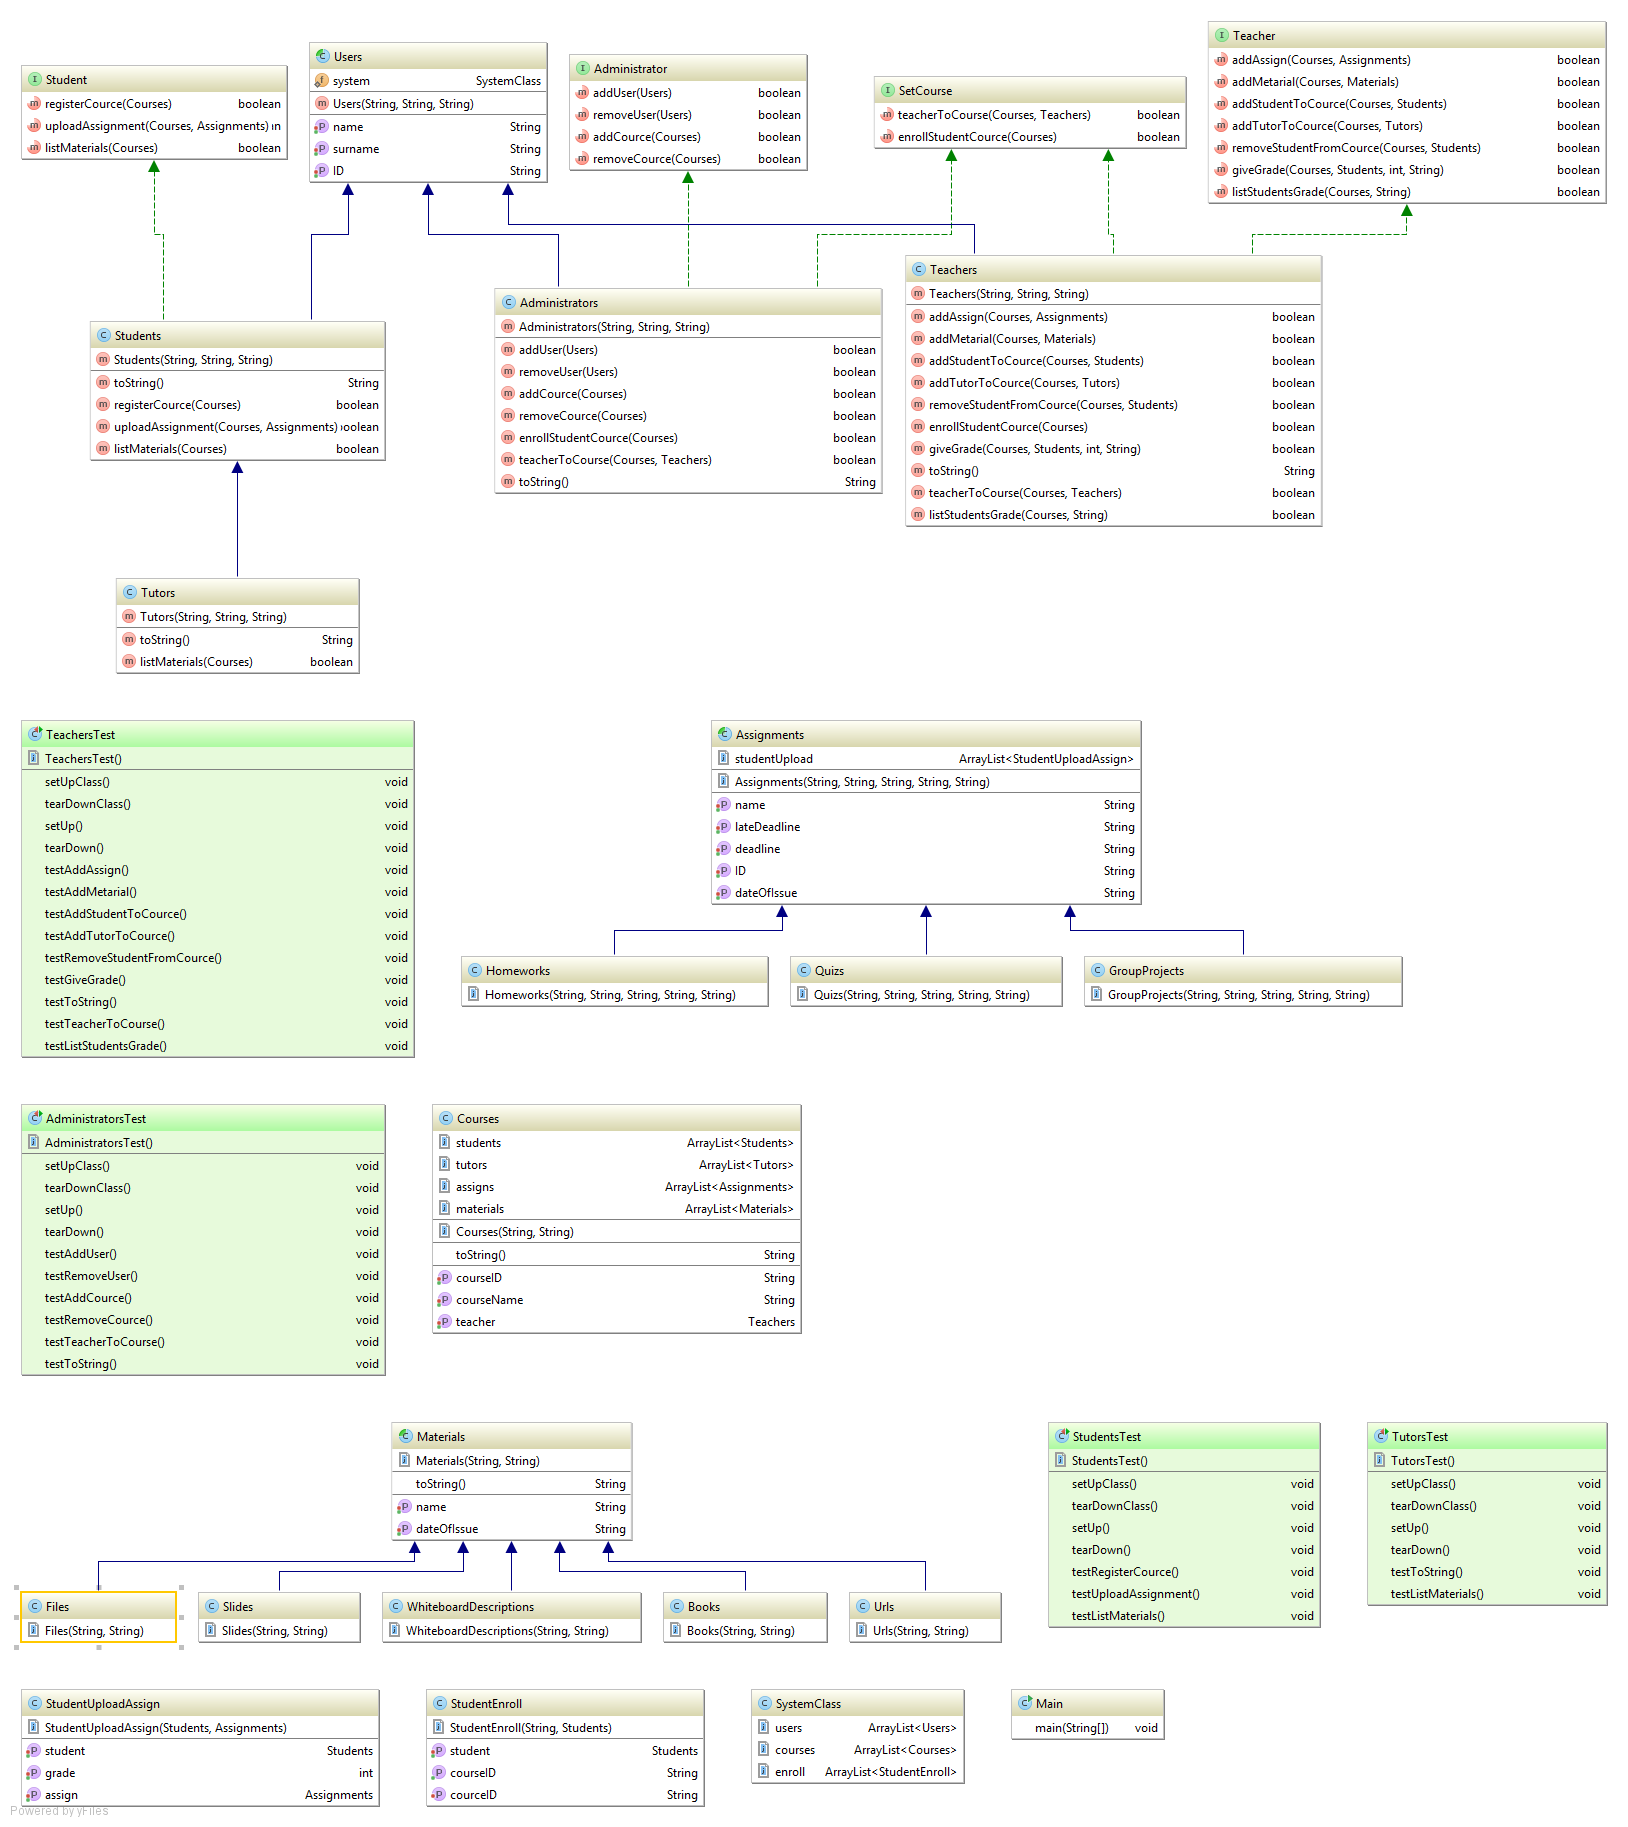 Student
registerCource(Courses) boolean
uploadAssignment(Courses, Assignments) ın
listMaterials(Courses) boolean
Users
system SystemClass
Users(String, String, String)
name String
surname String
ID String
Administrator
addUser(Users) boolean
removeUser(Users) boolean
addCource(Courses) boolean
removeCource(Courses) boolean
SetCourse
teacherToCourse(Courses, Teachers) boolean
enrollStudentCource(Courses) boolean
Teacher
addAssign(Courses, Assignments) boolean
addMetarial(Courses, Materials) boolean
addStudentToCource(Courses, Students) boolean
addTutorToCource(Courses, Tutors) boolean
removeStudentFromCource(Courses, Students) boolean
giveGrade(Courses, Students, int, String) boolean
listStudentsGrade(Courses, String) boolean
Students
Students(String, String, String)
toString() String
registerCource(Courses) boolean
uploadAssignment(Courses, Assignments) oolean
listMaterials(Courses) boolean
Administrators
Administrators(String, String, String)
addUser(Users) boolean
removeUser(Users) boolean
addCource(Courses) boolean
removeCource(Courses) boolean
enrollStudentCource(Courses) boolean
teacherToCourse(Courses, Teachers) boolean
toString() String
Teachers
Teachers(String, String, String)
addAssign(Courses, Assignments) boolean
addMetarial(Courses, Materials) boolean
addStudentToCource(Courses, Students) boolean
addTutorToCource(Courses, Tutors) boolean
removeStudentFromCource(Courses, Students) boolean
enrollStudentCource(Courses) boolean
giveGrade(Courses, Students, int, String) boolean
toString() String
teacherToCourse(Courses, Teachers) boolean
listStudentsGrade(Courses, String) boolean
Tutors
Tutors(String, String, String)
toString() String
listMaterials(Courses) boolean
TeachersTest
TeachersTest()
setUpClass() void
tearDownClass() void
setUp() void
tearDown() void
testAddAssign() void
testAddMetarial() void
testAddStudentToCource() void
testAddTutorToCource() void
testRemoveStudentFromCource() void
testGiveGrade() void
testToString() void
testTeacherToCourse() void
testListStudentsGrade() void
Assignments
studentUpload ArrayList<StudentUploadAssign>
Assignments(String, String, String, String, String)
name String
lateDeadline String
deadline String
ID String
dateOfIssue String
Homeworks
Homeworks(String, String, String, String, String)
Quizs
Quizs(String, String, String, String, String)
GroupProjects
GroupProjects(String, String, String, String, String)
AdministratorsTest
AdministratorsTest()
setUpClass() void
tearDownClass() void
setUp() void
tearDown() void
testAddUser() void
testRemoveUser() void
testAddCource() void
testRemoveCource() void
testTeacherToCourse() void
testToString() void
Courses
students ArrayList<Students>
tutors ArrayList<Tutors>
assigns ArrayList<Assignments>
materials ArrayList<Materials>
Courses(String, String)
toString() String
courseID String
courseName String
teacher Teachers
Materials
Materials(String, String)
toString() String
name String
dateOfIssue String
StudentsTest
StudentsTest()
setUpClass() void
tearDownClass() void
setUp() void
tearDown() void
testRegisterCource() void
testUploadAssignment() void
testListMaterials() void
TutorsTest
TutorsTest()
setUpClass() void
tearDownClass() void
setUp() void
tearDown() void
testToString() void
testListMaterials() void
Files
Files(String, String)
Slides
Slides(String, String)
WhiteboardDescriptions
WhiteboardDescriptions(String, String)
Books
Books(String, String)
Urls
Urls(String, String)
StudentUploadAssign
StudentUploadAssign(Students, Assignments)
student Students
grade int
assign Assignments
StudentEnroll
StudentEnroll(String, Students)
student Students
courseID String
courceID String
SystemClass
users ArrayList<Users>
courses ArrayList<Courses>
enroll ArrayList<StudentEnroll>
Main
main(String[]) void
Powered by yFiles